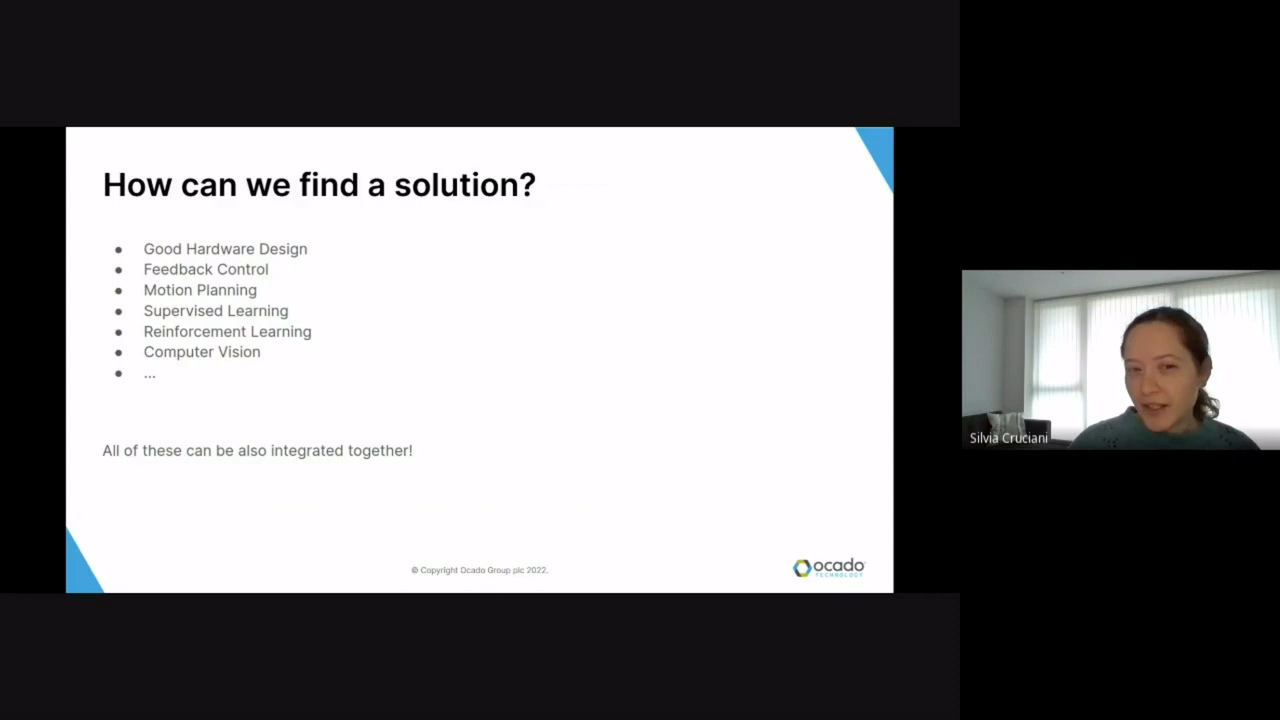 How can we find a solution?
● Good Hardware Design
● Feedback Control
● Motion Planning
● Supervised Learning
● Reinforcement Learning
● Computer Vision
● ...
All of these can be also integrated together!
© Copyright Ocado Group plc 2022.
ocado
TECHNOLOGY
Silvia Cruciani